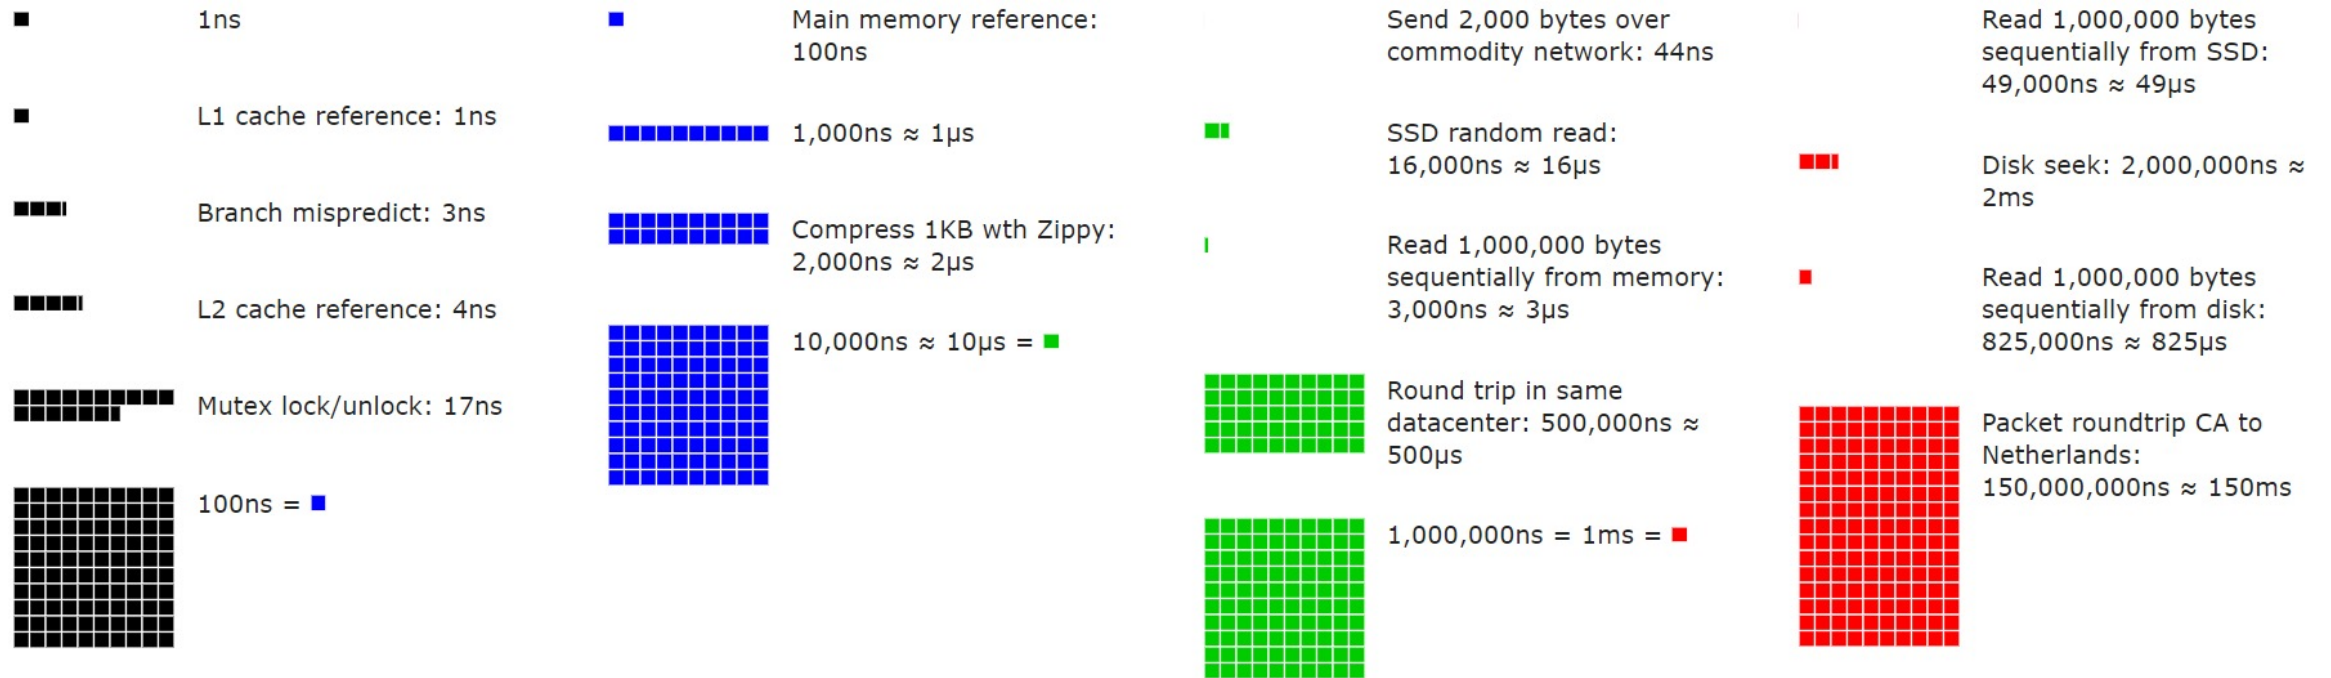 1ns
L1 cache reference: 1ns
Branch mispredict: 3ns
L2 cache reference: 4ns
Mutex lock/unlock: 17ns
100ns =
Main memory reference:
100ns
1,000ns ≈ 1μs
Compress 1KB wth Zippy:
2,000ns ≈ 2μs
10,000ns ≈ 10μs =
Send 2,000 bytes over
commodity network: 44ns
SSD random read:
16,000ns ≈ 16μs
Read 1,000,000 bytes
sequentially from memory:
3,000ns ≈ 3μs
Round trip in same
datacenter: 500,000ns ≈
500μs
1,000,000ns = 1ms =
Read 1,000,000 bytes
sequentially from SSD:
49,000ns ≈ 49μs
Disk seek: 2,000,000ns ≈
2ms
Read 1,000,000 bytes
sequentially from disk:
825,000ns ≈ 825μs
Packet roundtrip CA to
Netherlands:
150,000,000ns ≈ 150ms